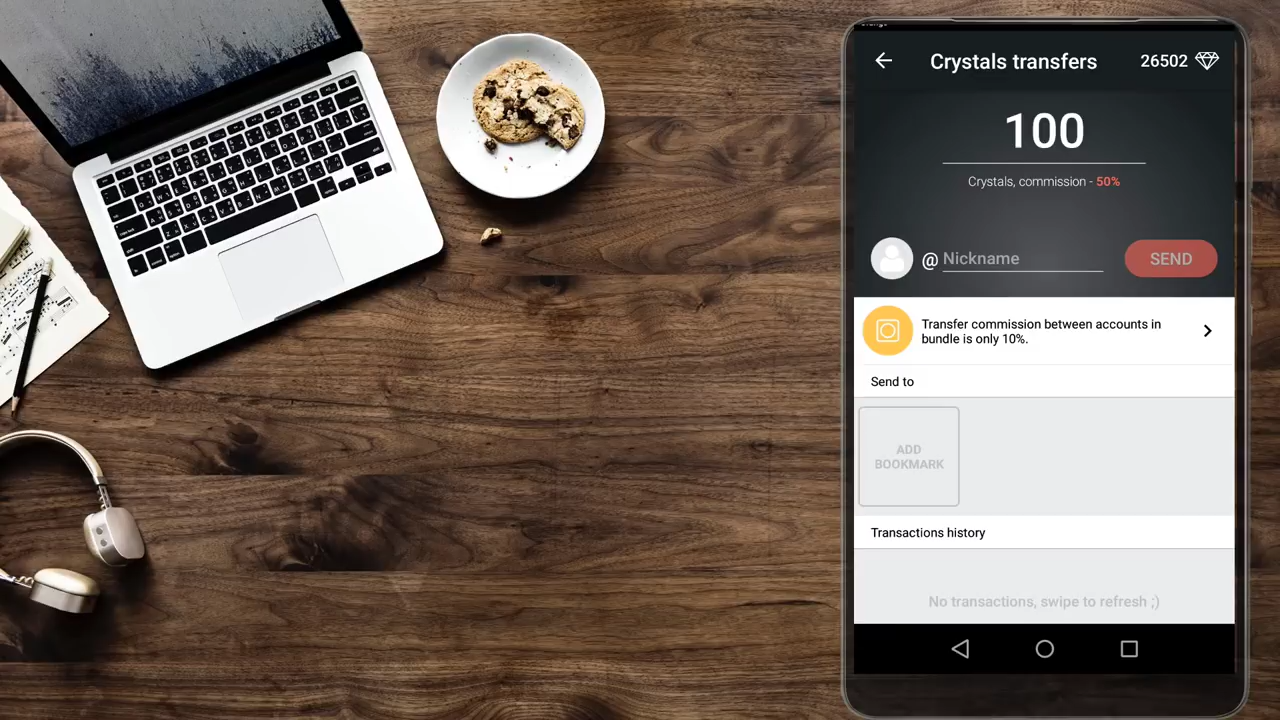 Crystals transfers
26502
100
Crystals, commission - 50%
@ Nickname
SEND
Transfer commission between accounts in
bundle is only 10%.
Send to
ADD
BOOKMARK
Transactions history
No transactions, swipe to refresh ;)